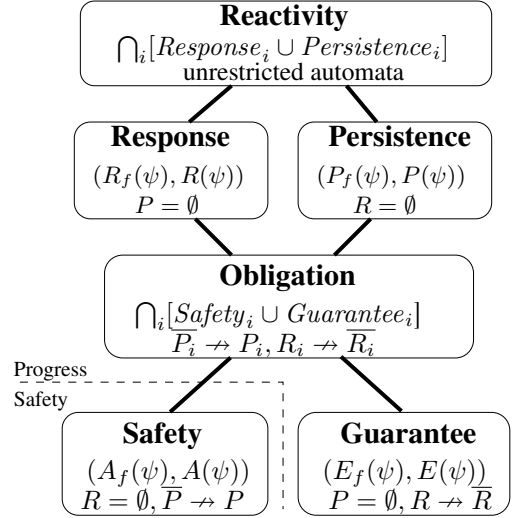 Reactivity
⋂ᵢ[Responseᵢ ∪ Persistenceᵢ]
unrestricted automata
Response
(R_f(ψ), R(ψ))
P = ∅
Persistence
(P_f(ψ), P(ψ))
R = ∅
Obligation
⋂ᵢ[Safetyᵢ ∪ Guaranteeᵢ]
P̅ᵢ ↛ Pᵢ, Rᵢ ↛ R̅ᵢ
Progress
Safety
Safety
(A_f(ψ), A(ψ))
R = ∅, P̅ ↛ P
Guarantee
(E_f(ψ), E(ψ))
P = ∅, R ↛ R̅